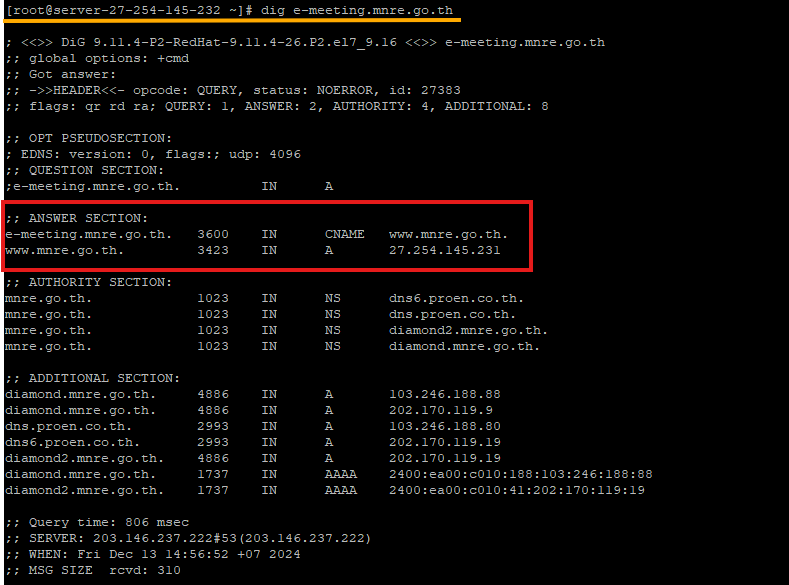 [root@server-27-254-145-232 ~]# dig e-meeting.mnre.go.th
; <<>> DiG 9.11.4-P2-RedHat-9.11.4-26.P2.el7_9.16 <<>> e-meeting.mnre.go.th
;; global options: +cmd
;; Got answer:
;; ->>HEADER<<- opcode: QUERY, status: NOERROR, id: 27383
;; flags: qr rd ra; QUERY: 1, ANSWER: 2, AUTHORITY: 4, ADDITIONAL: 8
;; OPT PSEUDOSECTION:
; EDNS: version: 0, flags:; udp: 4096
;; QUESTION SECTION:
;e-meeting.mnre.go.th. IN A
;; ANSWER SECTION:
e-meeting.mnre.go.th. 3600 IN CNAME www.mnre.go.th.
www.mnre.go.th. 3423 IN A 27.254.145.231
;; AUTHORITY SECTION:
mnre.go.th. 1023 IN NS dns6.proen.co.th.
mnre.go.th. 1023 IN NS dns.proen.co.th.
mnre.go.th. 1023 IN NS diamond2.mnre.go.th.
mnre.go.th. 1023 IN NS diamond.mnre.go.th.
;; ADDITIONAL SECTION:
diamond.mnre.go.th. 4886 IN A 103.246.188.88
diamond.mnre.go.th. 4886 IN A 202.170.119.9
dns.proen.co.th. 2993 IN A 103.246.188.80
dns6.proen.co.th. 2993 IN A 202.170.119.19
diamond2.mnre.go.th. 4886 IN A 202.170.119.19
diamond.mnre.go.th. 1737 IN AAAA 2400:ea00:c010:188:103:246:188:88
diamond2.mnre.go.th. 1737 IN AAAA 2400:ea00:c010:41:202:170:119:19
;; Query time: 806 msec
;; SERVER: 203.146.237.222#53(203.146.237.222)
;; WHEN: Fri Dec 13 14:56:52 +07 2024
;; MSG SIZE rcvd: 310